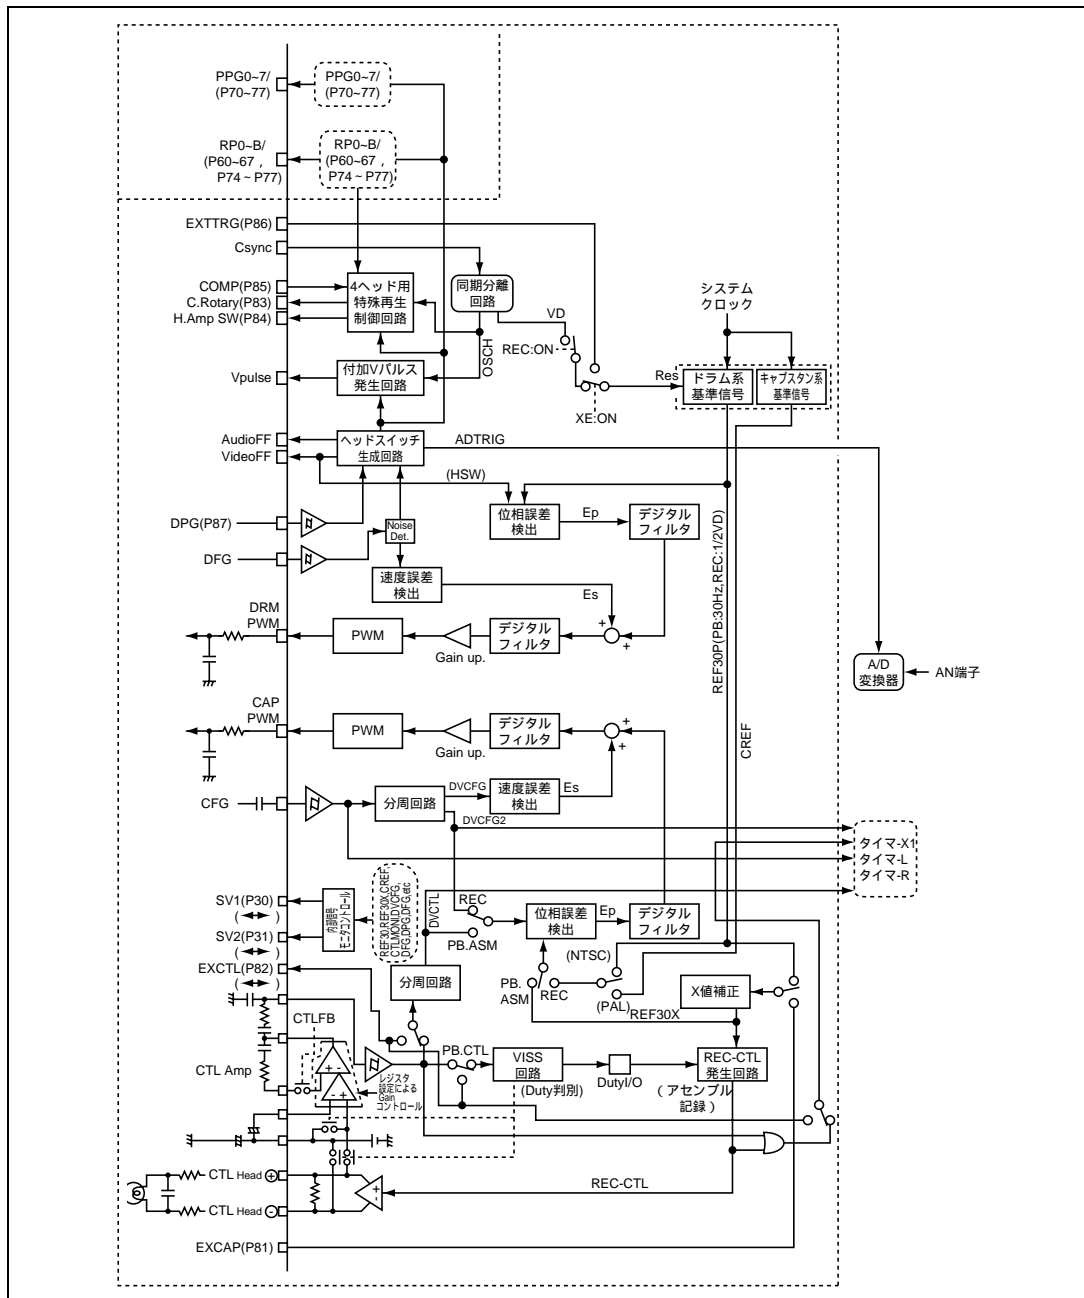 PPG0~7/
(P70~77)
PPG0~7/
(P70~77)
RP0~B/
(P60~67 ,
P74 ~ P77)
RP0~B/
(P60~67 ,
P74 ~ P77)
EXTTRG(P86)
Csync
COMP(P85)
C.Rotary(P83)
H.Amp SW(P84)
4ヘッド用
特殊再生
制御回路
同期分離
回路
VD
REC:ON
OSCH
システム
クロック
Vpulse
付加Vパルス
発生回路
XE:ON
Res
ドラム系
基準信号
キャプスタン系
基準信号
AudioFF
VideoFF
ヘッドスイッチ
生成回路
ADTRIG
(HSW)
DPG(P87)
Noise
Det.
位相誤差
検出
Ep
デジタル
フィルタ
DFG
速度誤差
検出
Es
REF30P(PB:30Hz,REC:1/2VD)
DRM
PWM
PWM
Gain up.
デジタル
フィルタ
+
+
A/D
変換器
AN端子
CAP
PWM
PWM
Gain up.
デジタル
フィルタ
+
+
CREF
CFG
分周回路
DVCFG
速度誤差
検出
Es
DVCFG2
タイマ-X1
タイマ-L
タイマ-R
SV1(P30)
( )
SV2(P31)
( )
内部信号
モニタコントロール
REF30,REF30X,CREF,
CTLMONI,DVCFG,
DFG,DPG,DFG,etc
DVCTL
REC
PB.ASM
位相誤差
検出
Ep
デジタル
フィルタ
EXCTL(P82)
( )
分周回路
(NTSC)
PB.
ASM
REC
(PAL)
X値補正
REF30X
CTLFB
CTL Amp
+ -
- +
レジスタ
設定による
Gain
コントロール
PB.CTL
VISS
回路
(Duty判別)
DutyI/O
REC-CTL
発生回路
( アセンブル
記録 )
CTL Head +
CTL Head -
+
-
REC-CTL
EXCAP(P81)